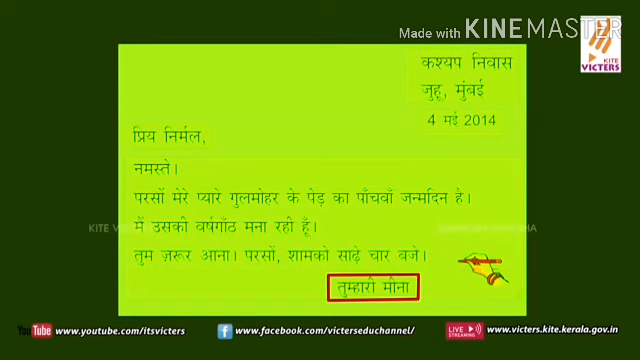 Made with KINEMASTER
KITE VICTERS
कश्यप निवास
जुहू, मुंबई
4 मई 2014
प्रिय निर्मल,
नमस्ते।
परसों मेरे प्यारे गुलमोहर के पेड़ का पाँचवाँ जन्मदिन है।
मैं उसकी वर्षगाँठ मना रही हूँ।
तुम ज़रूर आना। परसों, शामको साढ़े चार बजे।
तुम्हारी मीना
YouTube www.youtube.com/itsvicters
f www.facebook.com/victerseduchannel/
LIVE STREAMING www.victers.kite.kerala.gov.in